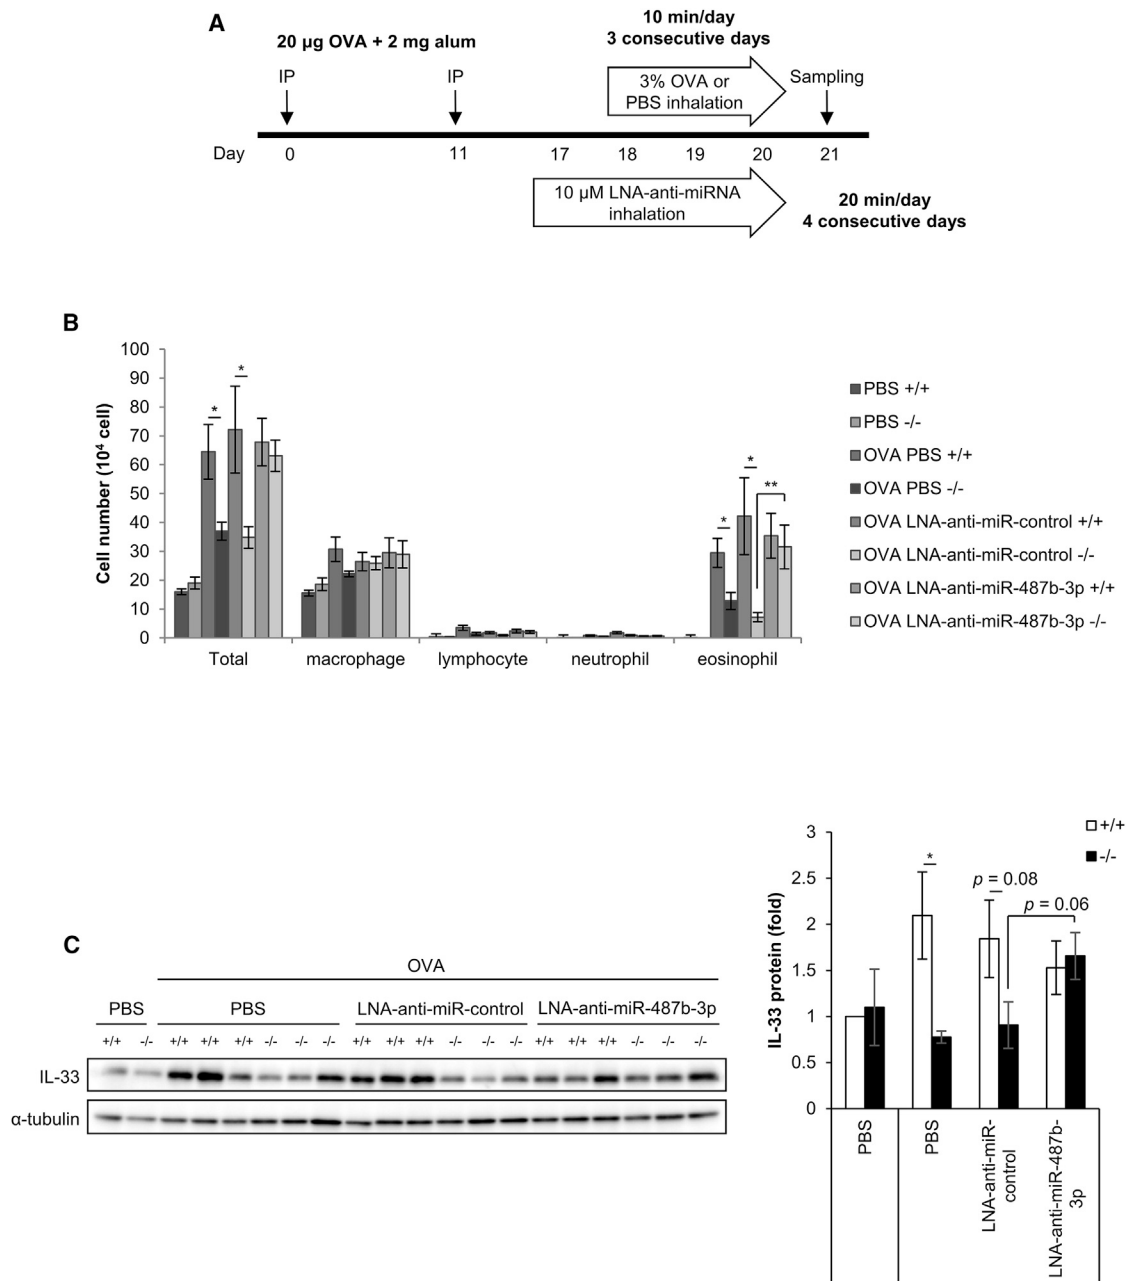 A
10 min/day
3 consecutive days
20 µg OVA + 2 mg alum
IP
IP
3% OVA or
PBS inhalation
Sampling
Day 0 11 17 18 19 20 21
10 µM LNA-anti-miRNA
inhalation
20 min/day
4 consecutive days
B
Cell number (10⁴ cell)
100
90
80
70
60
50
40
30
20
10
0
*
*
*
*
**
Total macrophage lymphocyte neutrophil eosinophil
PBS +/+
PBS -/-
OVA PBS +/+
OVA PBS -/-
OVA LNA-anti-miR-control +/+
OVA LNA-anti-miR-control -/-
OVA LNA-anti-miR-487b-3p +/+
OVA LNA-anti-miR-487b-3p -/-
C
OVA
PBS PBS LNA-anti-miR-control LNA-anti-miR-487b-3p
+/+ -/- +/+ +/+ +/+ -/- -/- -/- +/+ +/+ +/+ -/- -/- -/- +/+ +/+ +/+ -/- -/- -/-
IL-33
α-tubulin
+/+
-/-
IL-33 protein (fold)
3
2.5
2
1.5
1
0.5
0
*
p = 0.08
p = 0.06
PBS
PBS
LNA-anti-miR-
control
LNA-anti-miR-487b-
3p